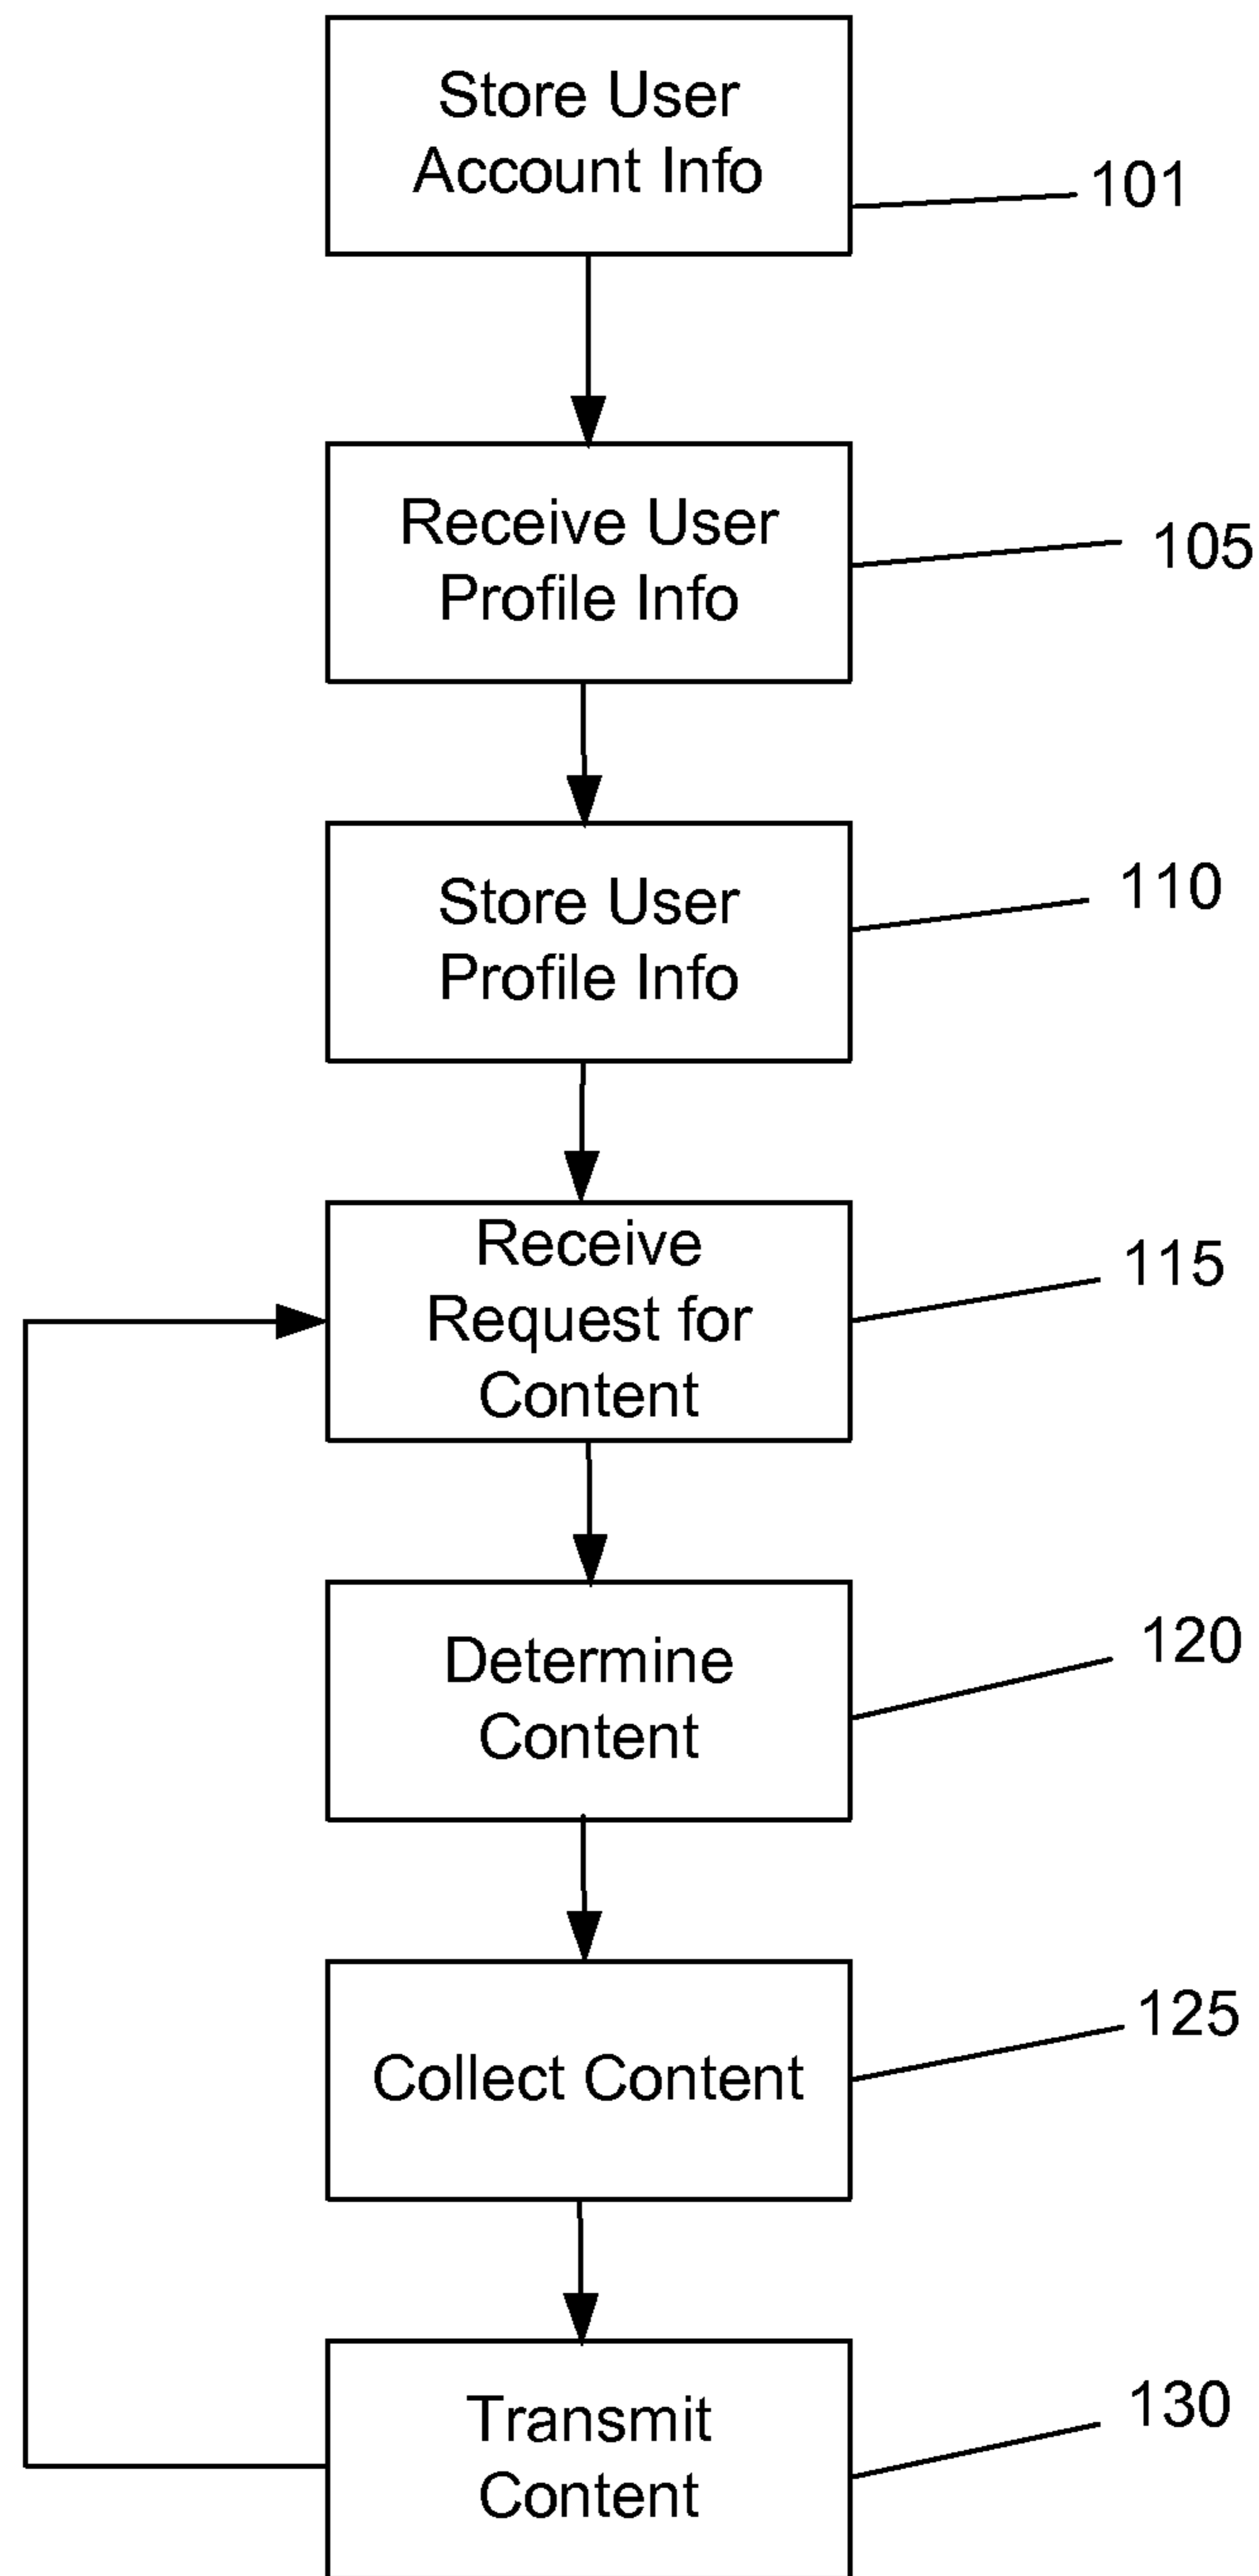 Store User
Account Info
101
Receive User
Profile Info
105
Store User
Profile Info
110
Receive
Request for
Content
115
Determine
Content
120
Collect Content
125
Transmit
Content
130